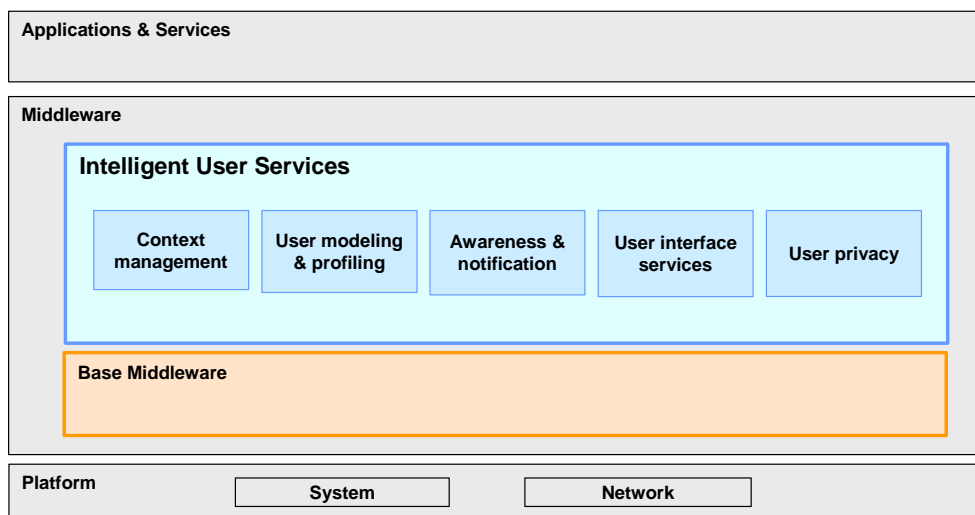 Applications & Services
Middleware
Intelligent User Services
Context
management
User modeling
& profiling
Awareness &
notification
User interface
services
User privacy
Base Middleware
Platform
System
Network